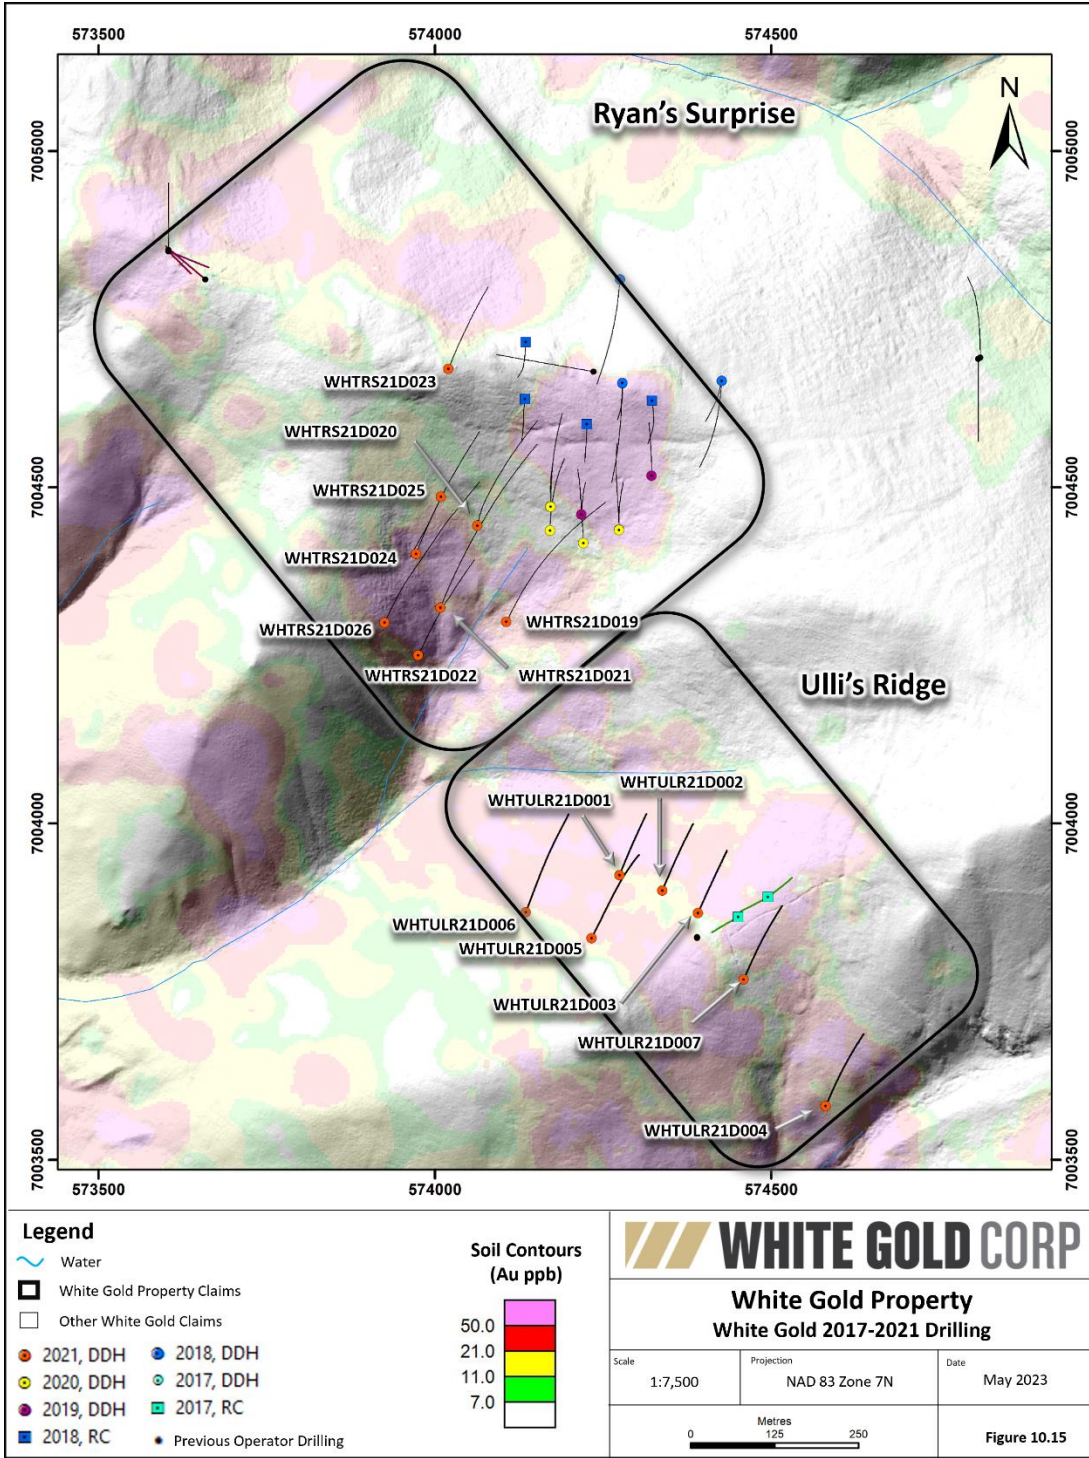 573500 574000 574500
Ryan's Surprise
N
7005000 7005000
WHTRS21D023
WHTRS21D020
WHTRS21D025
7004500 7004500
WHTRS21D024
WHTRS21D026
WHTRS21D019
WHTRS21D022
WHTRS21D021
Ulli's Ridge
WHTULR21D002
WHTULR21D001
7004000 7004000
WHTULR21D006
WHTULR21D005
WHTULR21D003
WHTULR21D007
WHTULR21D004
7003500 7003500
573500 574000 574500
Legend
Water
White Gold Property Claims
Other White Gold Claims
2021, DDH
2020, DDH
2019, DDH
2018, RC
2018, DDH
2017, DDH
2017, RC
Previous Operator Drilling
Soil Contours
(Au ppb)
50.0
21.0
11.0
7.0
WHITE GOLD CORP
White Gold Property
White Gold 2017-2021 Drilling
Scale
1:7,500
Projection
NAD 83 Zone 7N
Date
May 2023
Metres
0 125 250
Figure 10.15